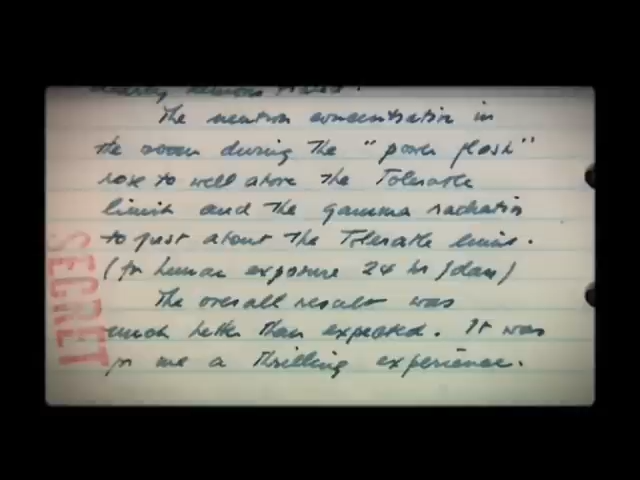 The neutron concentration in
the room during the "power flash"
rose to well above the Tolerable
limit and the gamma radiation
to just about the Tolerable limit.
(for human exposure 24 hr/day)
The overall result was
much better than expected. It was
for me a thrilling experience.
SECRET